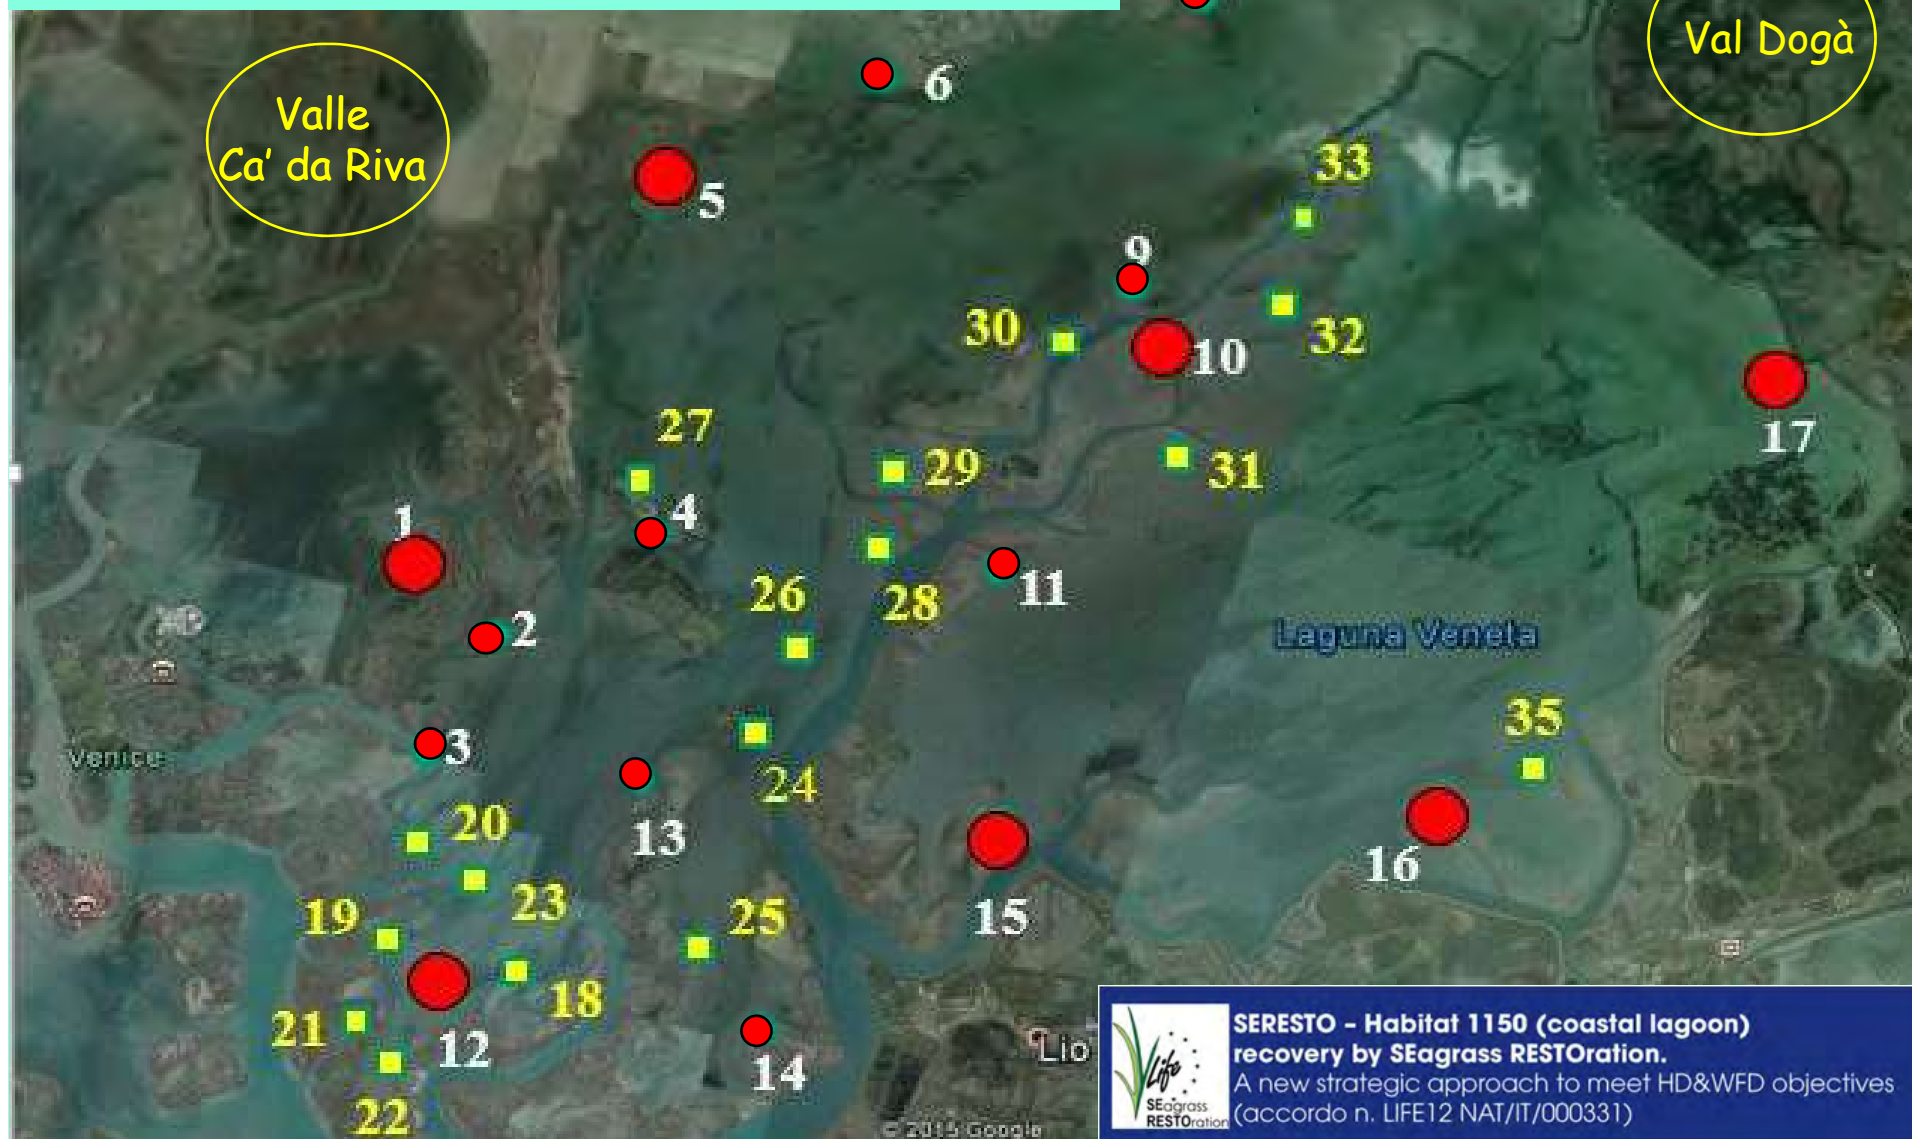 Val Dogà
Valle
Ca' da Riva
6
33
5
9
30
10
32
17
27
29
31
4
1
26
28
11
2
Laguna Veneta
3
Venice
35
24
20
13
16
23
19
25
15
18
21
12
14
Lio
22
© 2015 Google
SERESTO - Habitat 1150 (coastal lagoon)
recovery by SEagrass RESTOration.
A new strategic approach to meet HD&WFD objectives
(accordo n. LIFE12 NAT/IT/000331)
Life
SEagrass
RESTOration